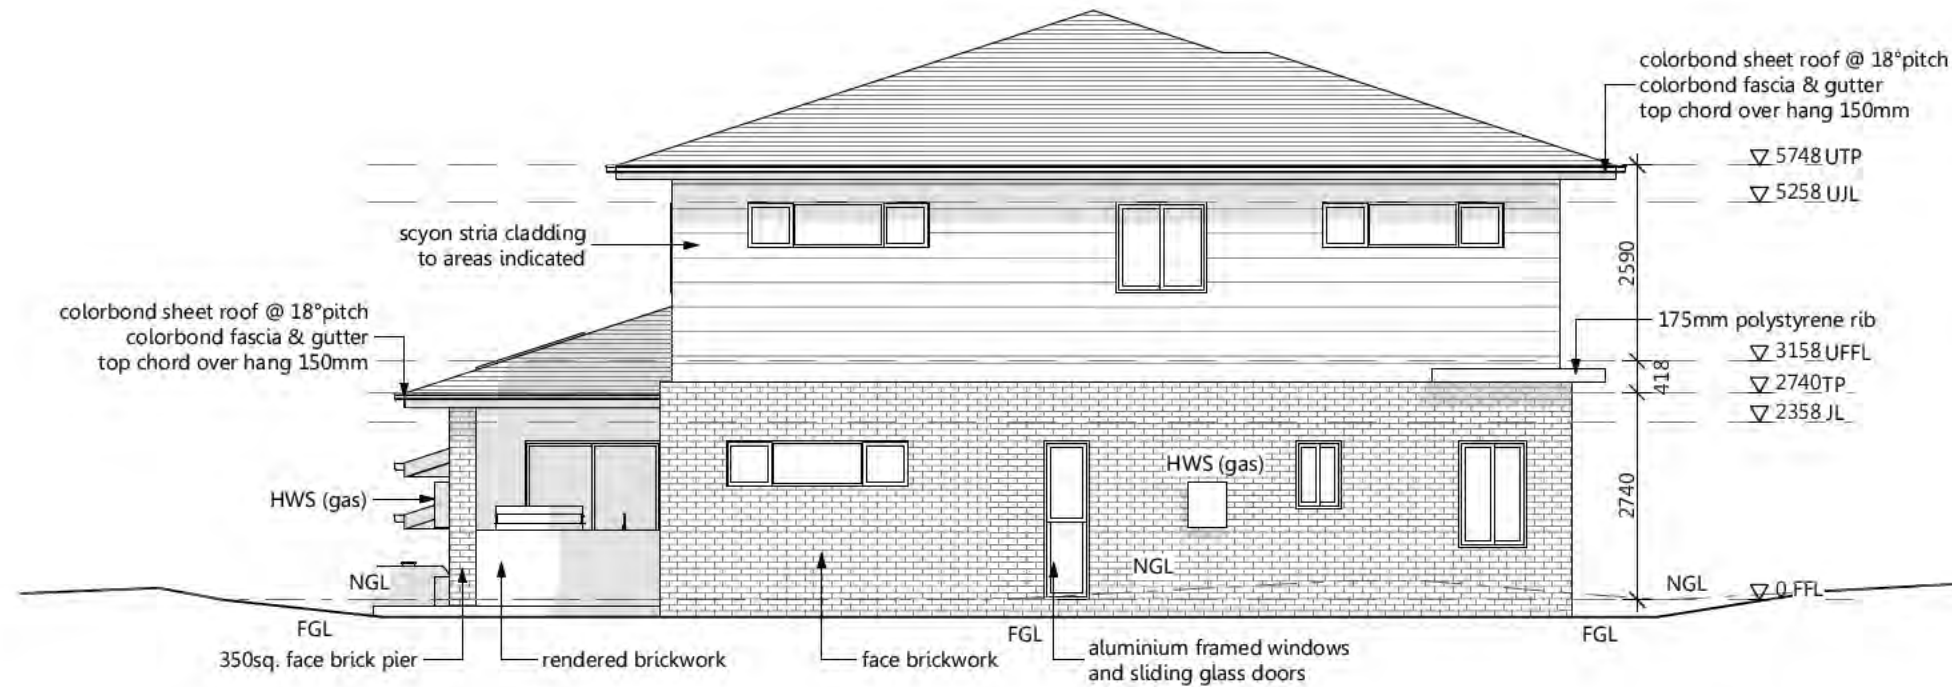 colorbond sheet roof @ 18°pitch
colorbond fascia & gutter
top chord over hang 150mm
5748 UTP
5258 UJL
scyon stria cladding
to areas indicated
2590
colorbond sheet roof @ 18°pitch
colorbond fascia & gutter
top chord over hang 150mm
175mm polystyrene rib
3158 UFFL
418
2740TP
2358 JL
HWS (gas)
HWS (gas)
2740
NGL
NGL
NGL
0 FFL
FGL
FGL
FGL
350sq. face brick pier
rendered brickwork
face brickwork
aluminium framed windows
and sliding glass doors